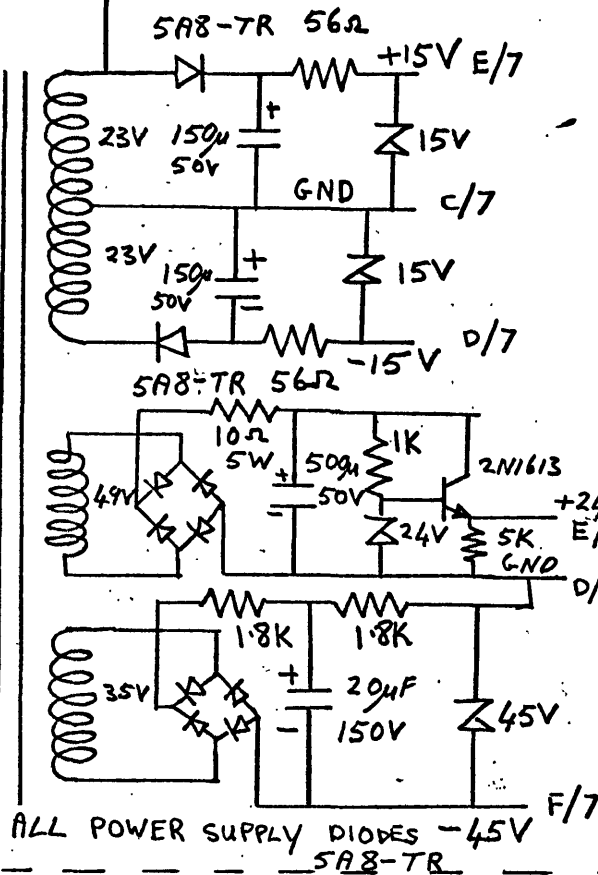 5A8-TR 56Ω
+15V E/7
23V 150µ 50V + 15V
GND C/7
23V 150µ 50V + 15V
-15V D/7
5A8-TR 56Ω
10Ω 5W 1K
49V + 500µ 50V 24V 2N1613
5K
GND D/
1.8K 1.8K
35V + 20µF 150V - 45V
F/7
ALL POWER SUPPLY DIODES -45V
5A8-TR